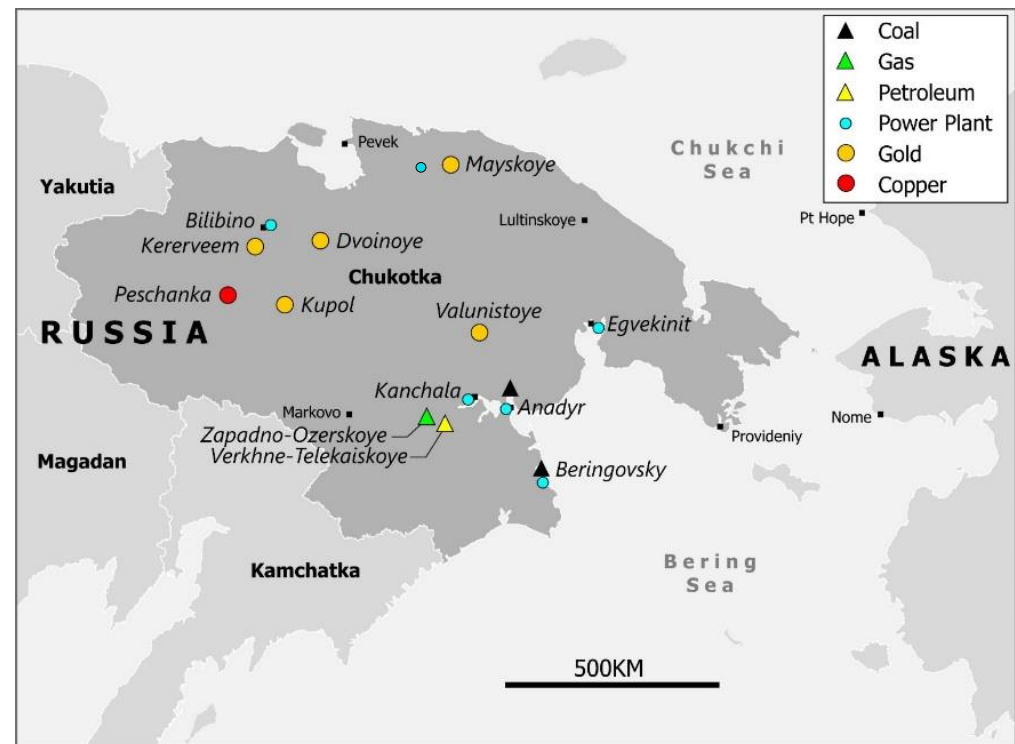 Coal
Gas
Petroleum
Power Plant
Gold
Copper
Pevek
Mayskoye
Chukchi
Sea
Yakutia
Bilibino
Lultinskoye
Pt Hope
Kererveem
Dvoinoye
Chukotka
Peschanka
Kupol
Valunistoye
RUSSIA
Egvekinit
ALASKA
Kanchala
Markovo
Anadyr
Nome
Zapadno-Ozerskoye
Provideniy
Verkhne-Telekaiskoye
Magadan
Beringovsky
Kamchatka
Bering
Sea
500KM